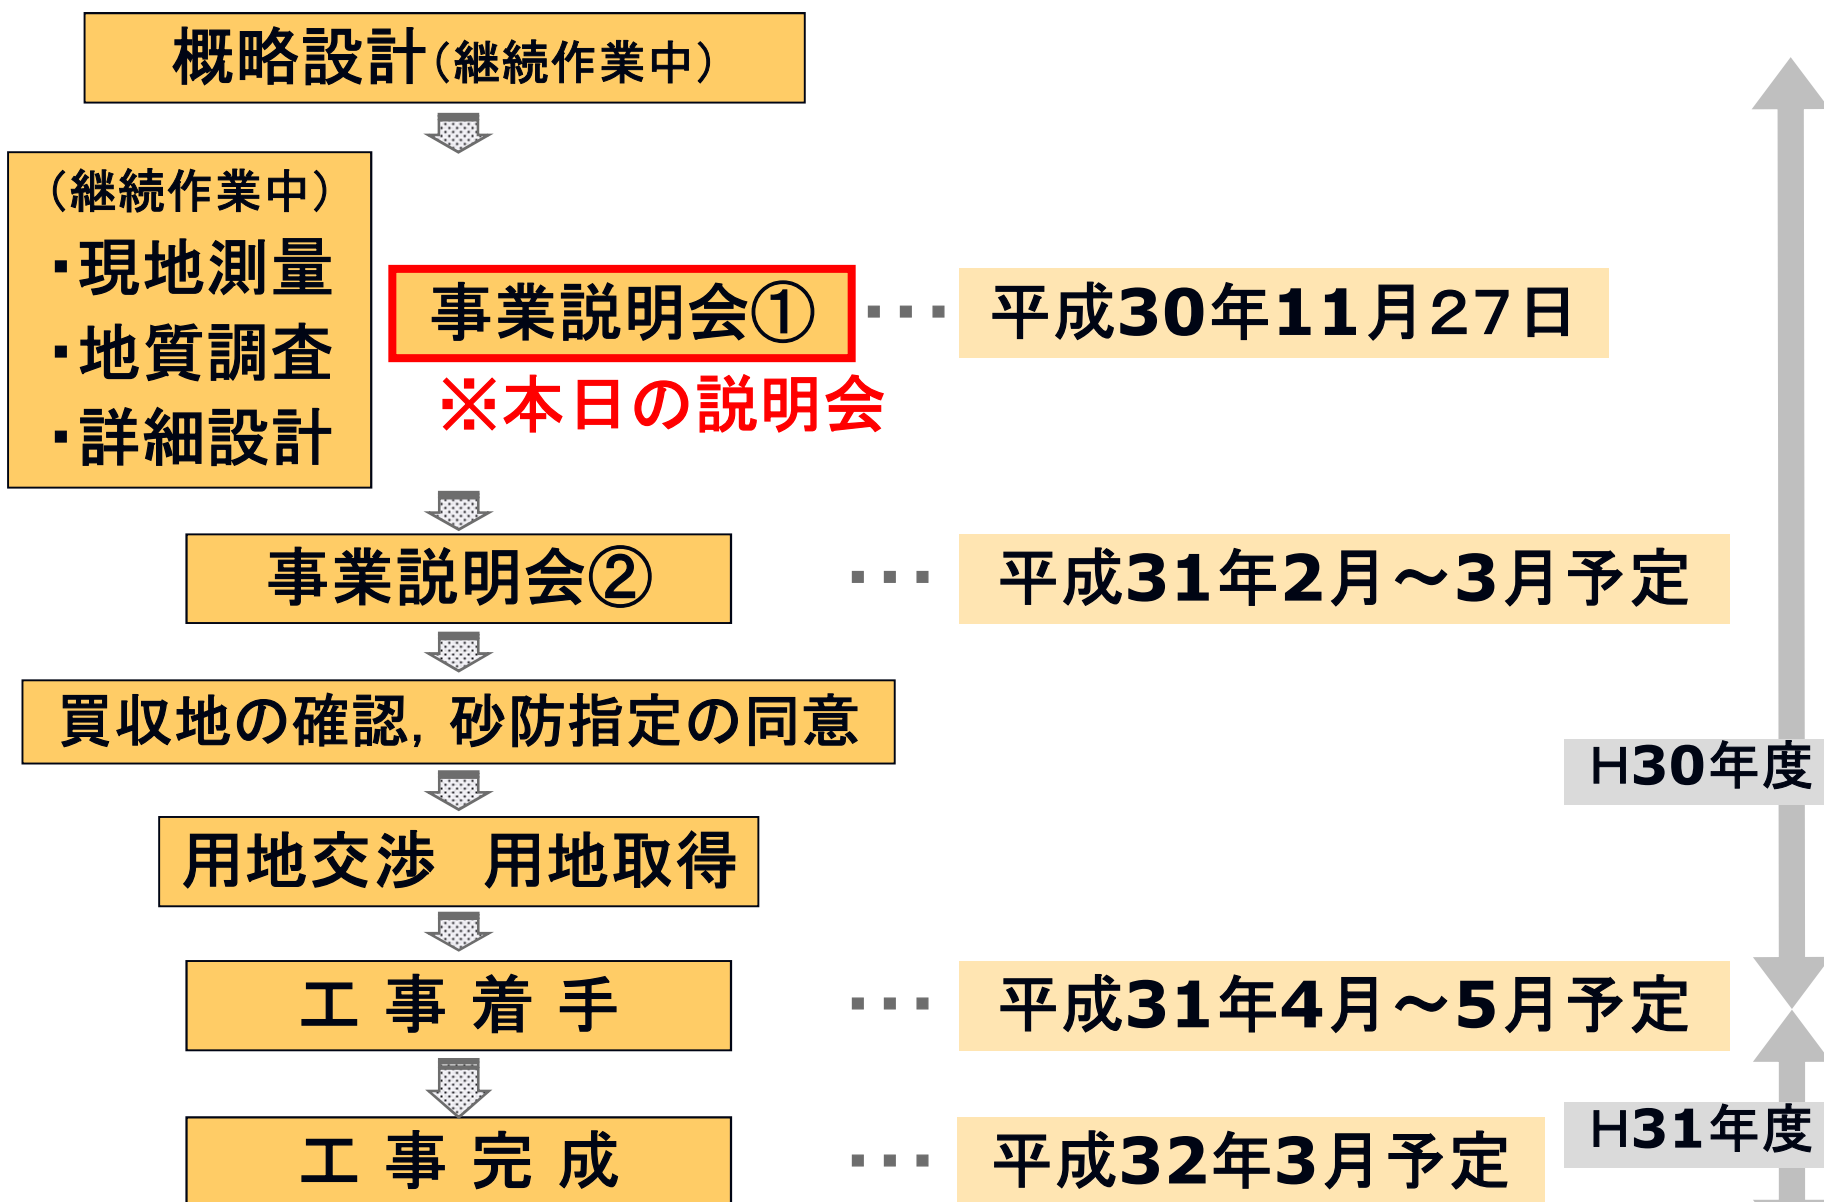 概略設計（継続作業中）
（継続作業中）
・現地測量
・地質調査
・詳細設計
事業説明会① ・・・ 平成30年11月２７日
※本日の説明会
事業説明会② ・・・ 平成31年2月～3月予定
買収地の確認，砂防指定の同意
H30年度
用地交渉　用地取得
工 事 着 手 ・・・ 平成31年4月～5月予定
H31年度
工 事 完 成 ・・・ 平成32年3月予定